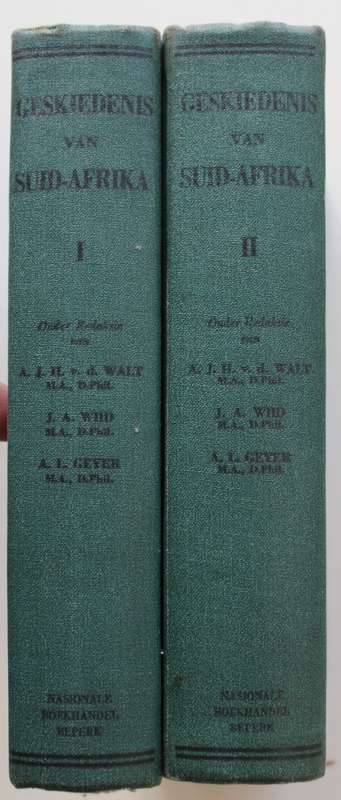 GESKIEDENIS
VAN
SUID-AFRIKA
I
Onder Redaksie
van
A. J. H. v. d. WALT
M.A., D.Phil.
J. A. WIID
M.A., D.Phil.
A. L. GEYER
M.A., D.Phil.
NASIONALE
BOEKHANDEL
BEPERK
GESKIEDENIS
VAN
SUID-AFRIKA
II
Onder Redaksie
van
A. J. H. v. d. WALT
M.A., D.Phil.
J. A. WIID
M.A., D.Phil.
A. L. GEYER
M.A., D.Phil.
NASIONALE
BOEKHANDEL
BEPERK